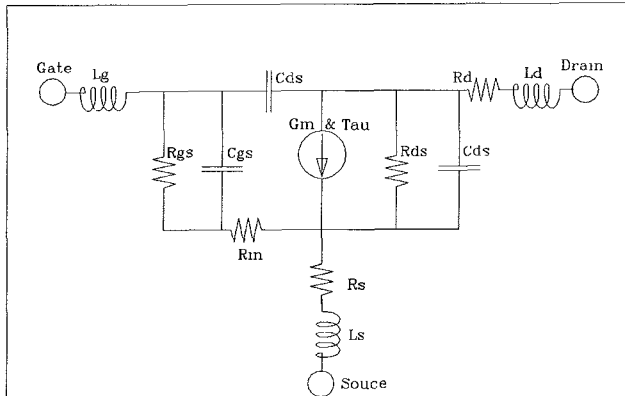 Gate
Lg
Cds
Rd
Ld
Drain
Gm & Tau
Rgs
Cgs
Rds
Cds
Rin
Rs
Ls
Souce